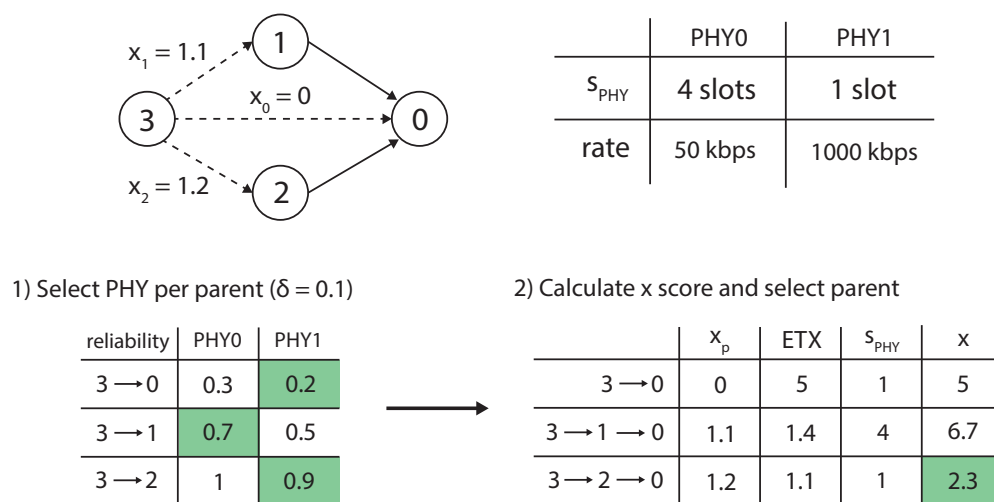 x₁ = 1.1
1
x₀ = 0
3
0
x₂ = 1.2
2
PHY0 PHY1
sPHY 4 slots 1 slot
rate 50 kbps 1000 kbps
1) Select PHY per parent (δ = 0.1)
reliability PHY0 PHY1
3 → 0 0.3 0.2
3 → 1 0.7 0.5
3 → 2 1 0.9
2) Calculate x score and select parent
xₚ ETX sPHY x
3 → 0 0 5 1 5
3 → 1 → 0 1.1 1.4 4 6.7
3 → 2 → 0 1.2 1.1 1 2.3